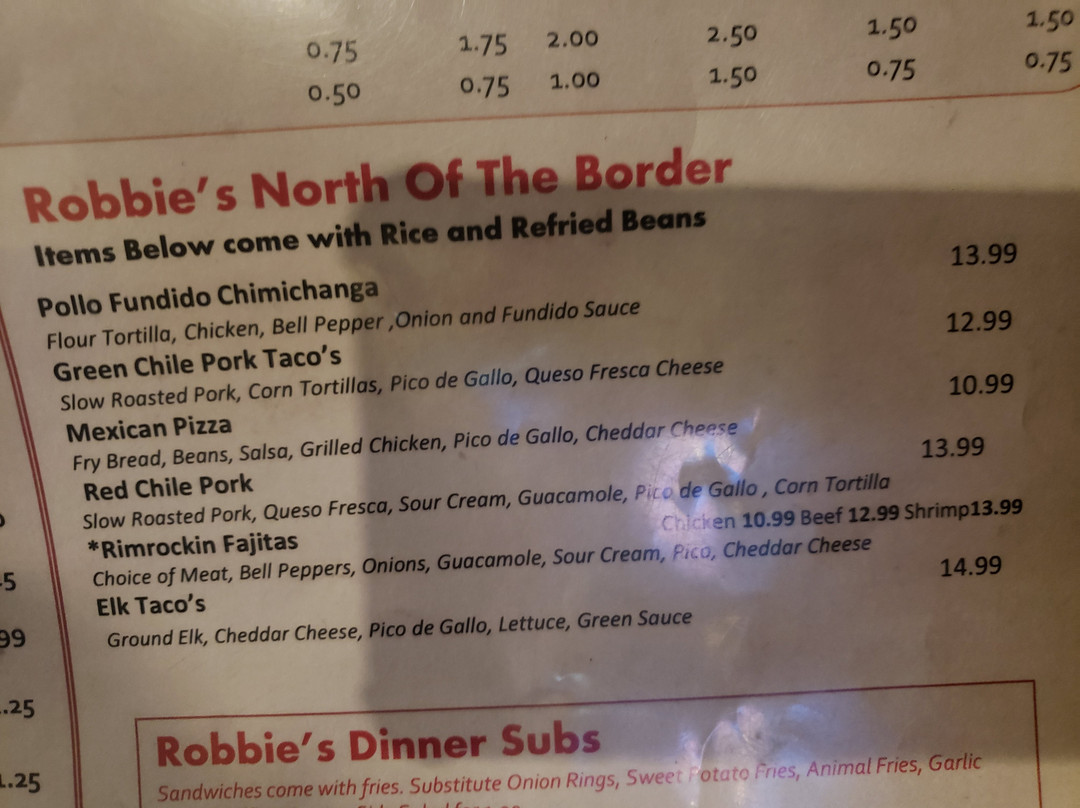 0.75 1.75 2.00 2.50 1.50 1.50
0.50 0.75 1.00 1.50 0.75 0.75
Robbie's North Of The Border
Items Below come with Rice and Refried Beans
Pollo Fundido Chimichanga 13.99
Flour Tortilla, Chicken, Bell Pepper ,Onion and Fundido Sauce
Green Chile Pork Taco's 12.99
Slow Roasted Pork, Corn Tortillas, Pico de Gallo, Queso Fresca Cheese
Mexican Pizza 10.99
Fry Bread, Beans, Salsa, Grilled Chicken, Pico de Gallo, Cheddar Cheese
Red Chile Pork 13.99
Slow Roasted Pork, Queso Fresca, Sour Cream, Guacamole, Pico de Gallo , Corn Tortilla
*Rimrockin Fajitas Chicken 10.99 Beef 12.99 Shrimp13.99
Choice of Meat, Bell Peppers, Onions, Guacamole, Sour Cream, Pico, Cheddar Cheese
Elk Taco's 14.99
Ground Elk, Cheddar Cheese, Pico de Gallo, Lettuce, Green Sauce
5
99
.25
1.25
Robbie's Dinner Subs
Sandwiches come with fries. Substitute Onion Rings, Sweet Potato Fries, Animal Fries, Garlic